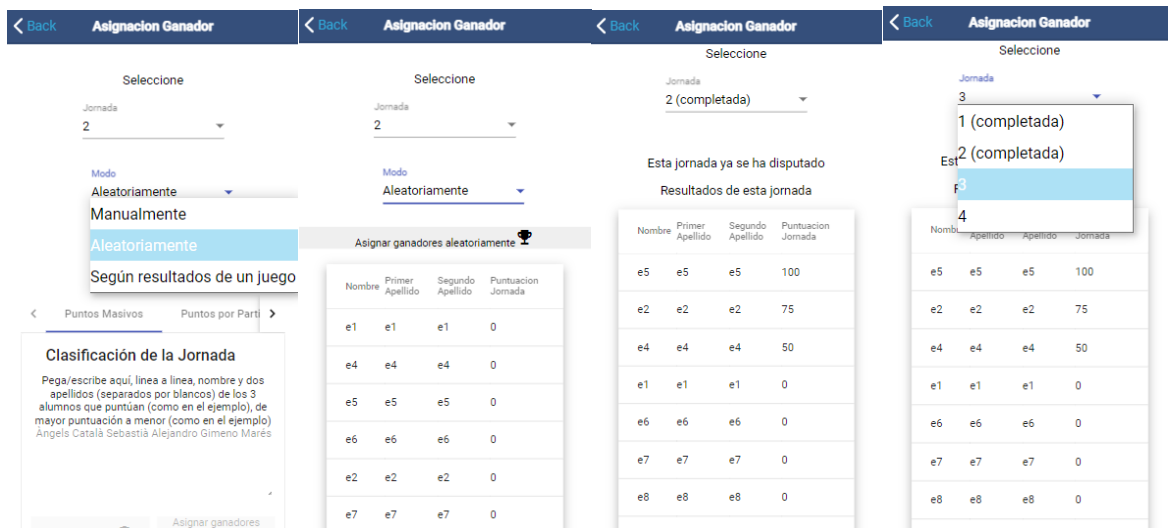 Back Asignacion Ganador
Seleccione
Jornada
2
Modo
Aleatoriamente
Manualmente
Aleatoriamente
Según resultados de un juego
Puntos Masivos Puntos por Parti
Clasificación de la Jornada
Pega/escribe aquí, linea a linea, nombre y dos
apellidos (separados por blancos) de los 3
alumnos que puntúan (como en el ejemplo), de
mayor puntuación a menor (como en el ejemplo)
Àngels Català Sebastià Alejandro Gimeno Marés
Asignar ganadores
Back Asignacion Ganador
Seleccione
Jornada
2
Modo
Aleatoriamente
Asignar ganadores aleatoriamente
Nombre Primer Apellido Segundo Apellido Puntuacion Jornada
e1 e1 e1 0
e4 e4 e4 0
e5 e5 e5 0
e6 e6 e6 0
e2 e2 e2 0
e7 e7 e7 0
Back Asignacion Ganador
Seleccione
Jornada
2 (completada)
Esta jornada ya se ha disputado
Resultados de esta jornada
Nombre Primer Apellido Segundo Apellido Puntuacion Jornada
e5 e5 e5 100
e2 e2 e2 75
e4 e4 e4 50
e1 e1 e1 0
e6 e6 e6 0
e7 e7 e7 0
e8 e8 e8 0
Back Asignacion Ganador
Seleccione
Jornada
3
1 (completada)
2 (completada)
3
4
Apellido Apellido Jornada
e5 e5 e5 100
e2 e2 e2 75
e4 e4 e4 50
e1 e1 e1 0
e6 e6 e6 0
e7 e7 e7 0
e8 e8 e8 0